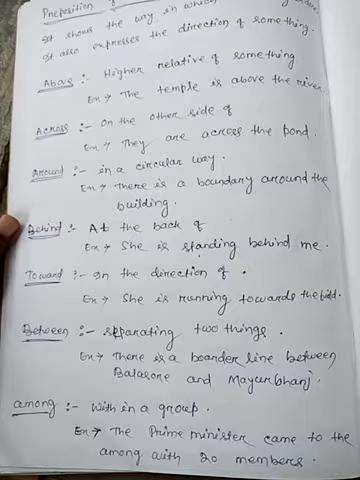 Preposition of
It shows the way in which
It also expresses the direction of something.
Above :- Higher relative of something
Ex → The temple is above the river
Across :- On the other side of
Ex → They are across the pond.
Around :- in a circular way.
Ex → There is a boundary around the
building.
Behind :- At the back of
Ex → She is standing behind me.
Toward :- In the direction of .
Ex → She is running towards the field.
Between :- separating two things.
Ex → There is a boarder line between
Balasore and Mayurbhanj.
among :- With in a group.
Ex → The Prime minister came to the
among with 20 members.